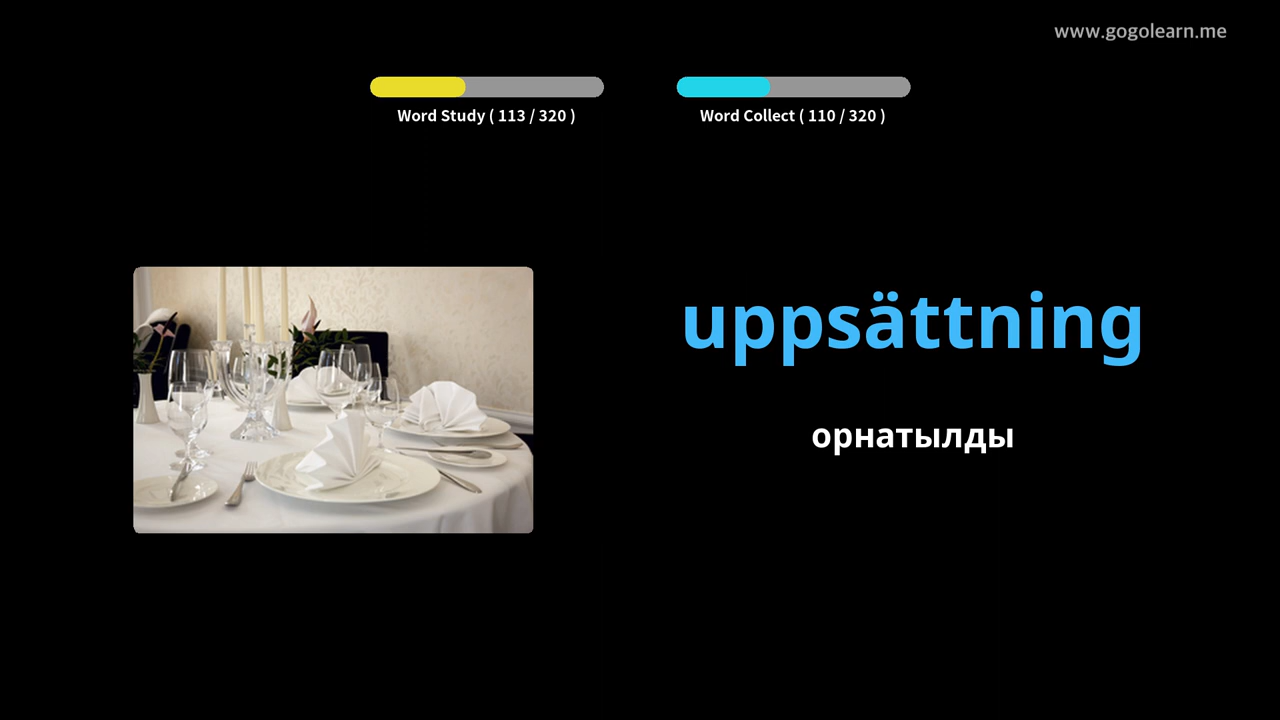 www.gogolearn.me
Word Study ( 113 / 320 )
Word Collect ( 110 / 320 )
uppsättning
орнатылды